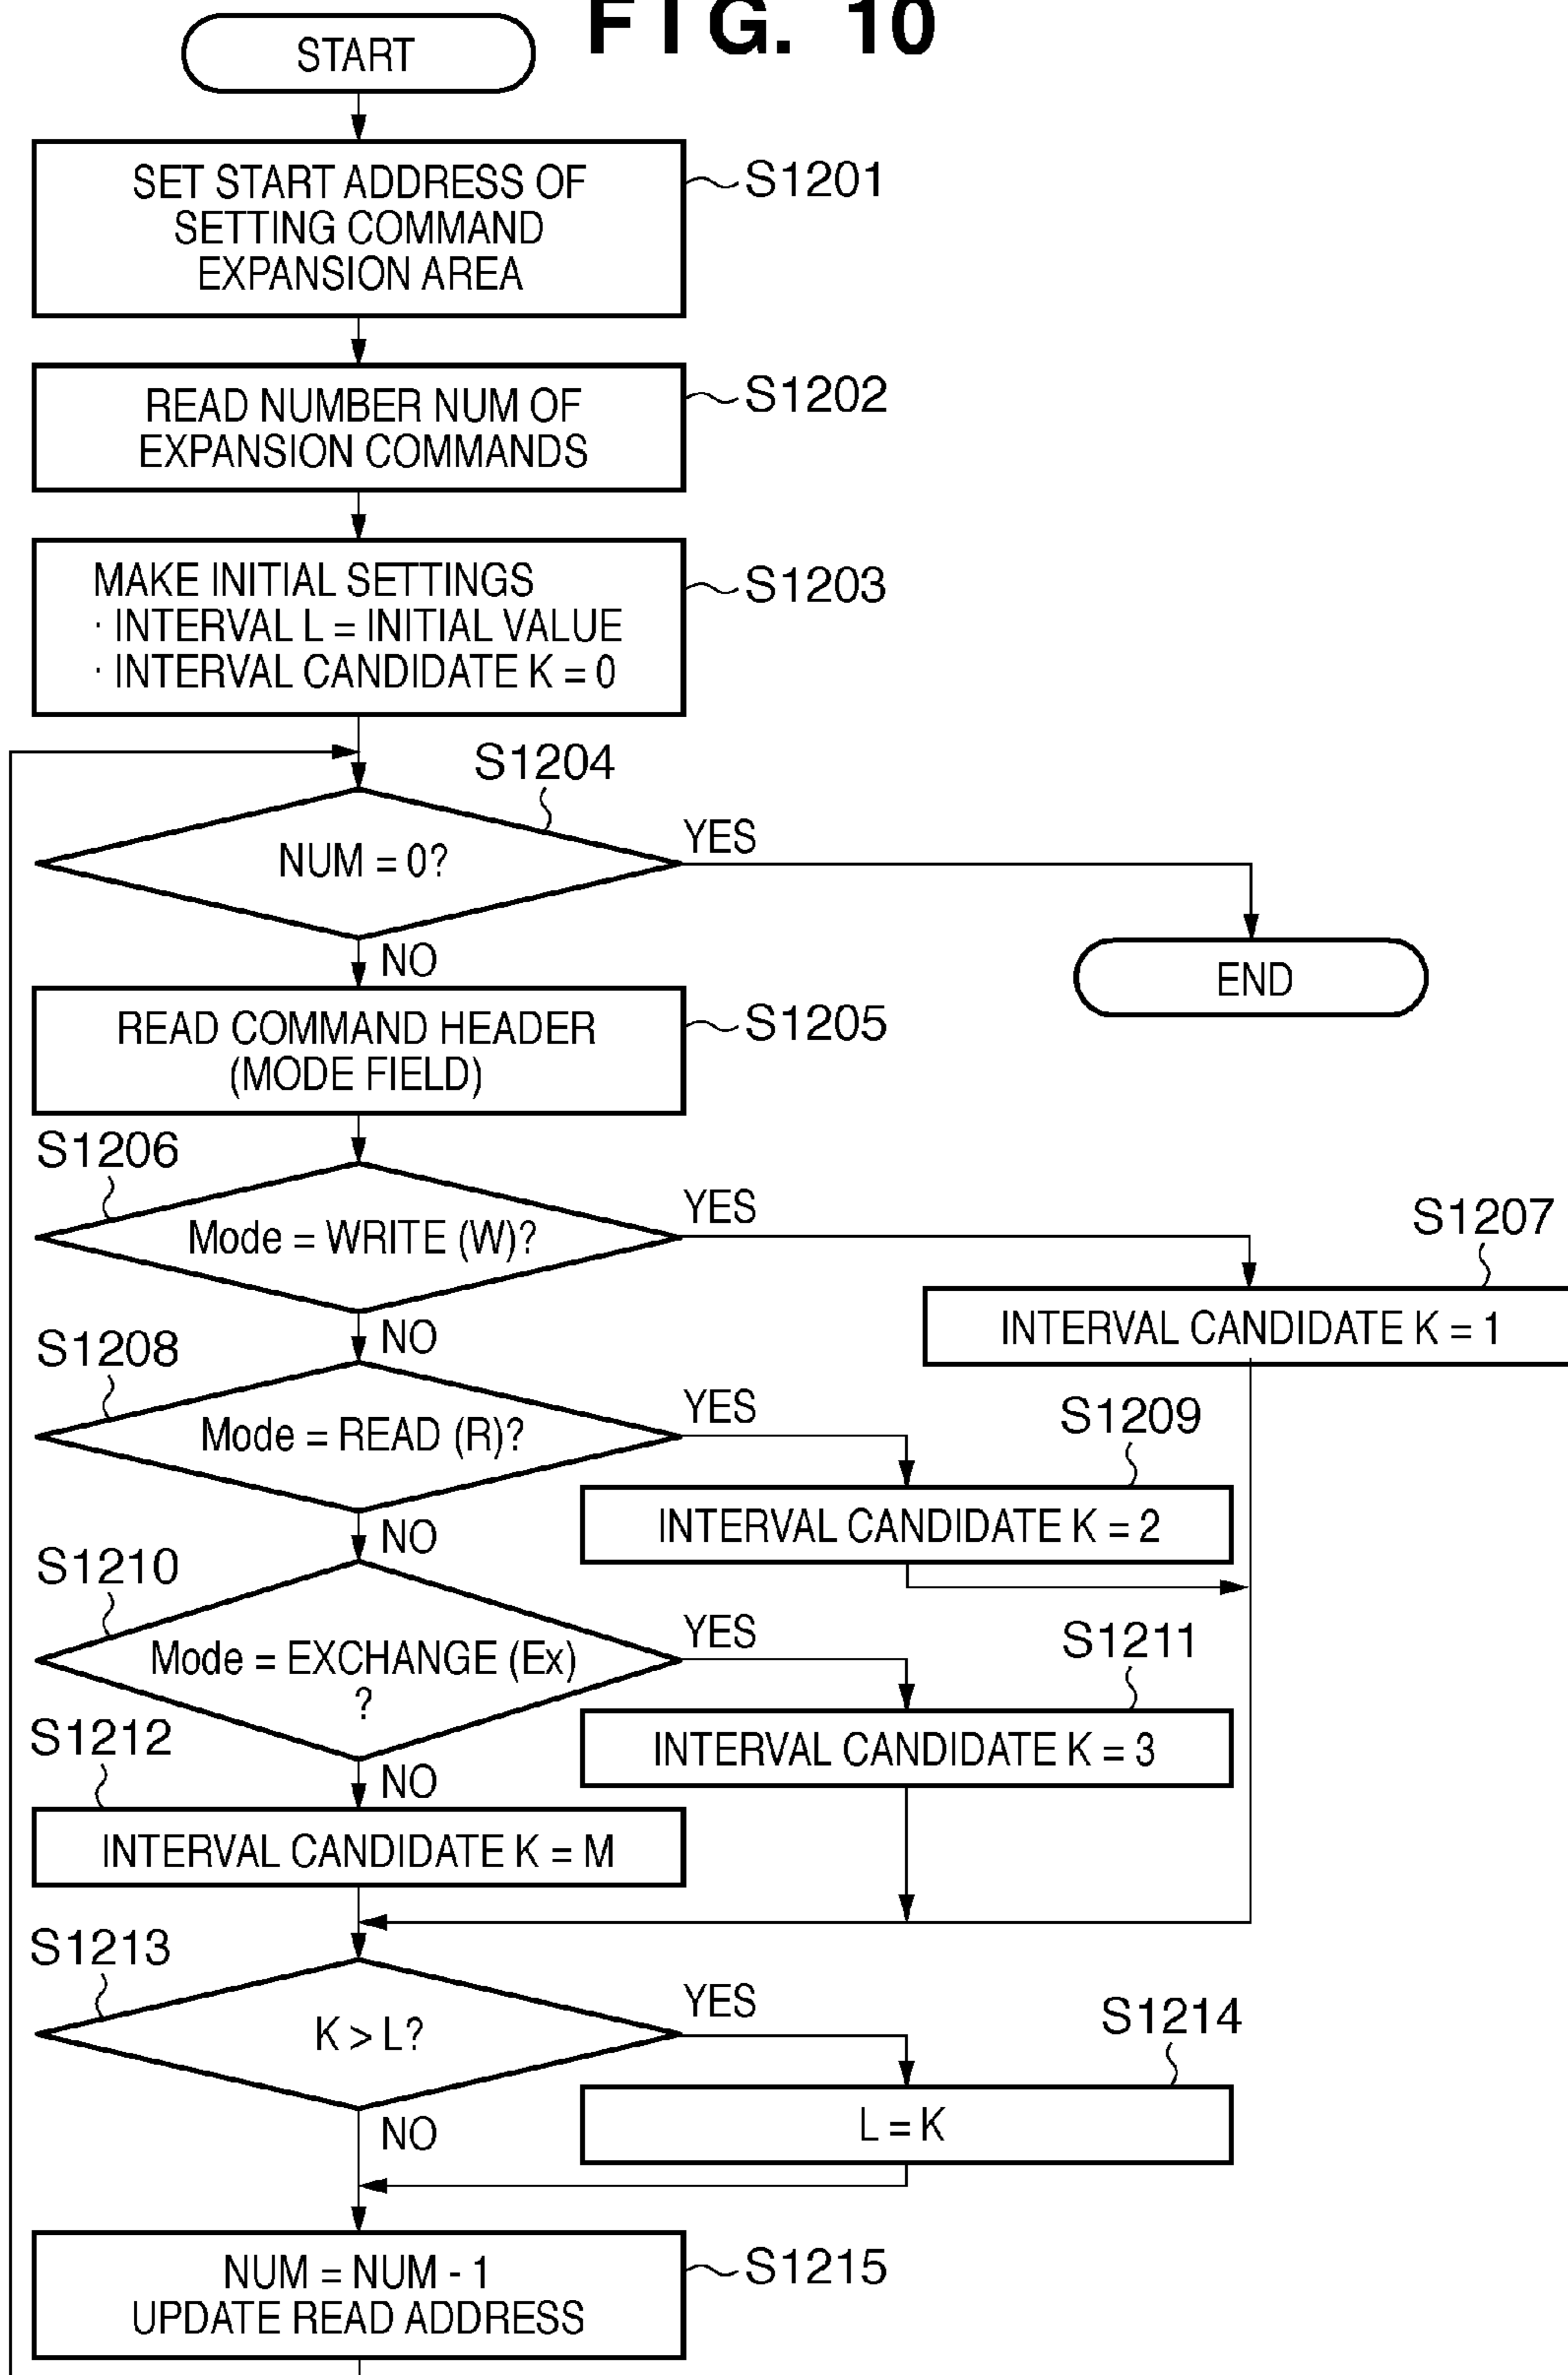 FIG. 10
START
SET START ADDRESS OF
SETTING COMMAND
EXPANSION AREA
S1201
READ NUMBER NUM OF
EXPANSION COMMANDS
S1202
MAKE INITIAL SETTINGS
· INTERVAL L = INITIAL VALUE
· INTERVAL CANDIDATE K = 0
S1203
S1204
NUM = 0?
YES
NO
END
READ COMMAND HEADER
(MODE FIELD)
S1205
S1206
Mode = WRITE (W)?
YES
NO
S1207
INTERVAL CANDIDATE K = 1
S1208
Mode = READ (R)?
YES
NO
S1209
INTERVAL CANDIDATE K = 2
S1210
Mode = EXCHANGE (Ex)
?
YES
NO
S1211
INTERVAL CANDIDATE K = 3
S1212
INTERVAL CANDIDATE K = M
S1213
K > L?
YES
NO
S1214
L = K
NUM = NUM - 1
UPDATE READ ADDRESS
S1215